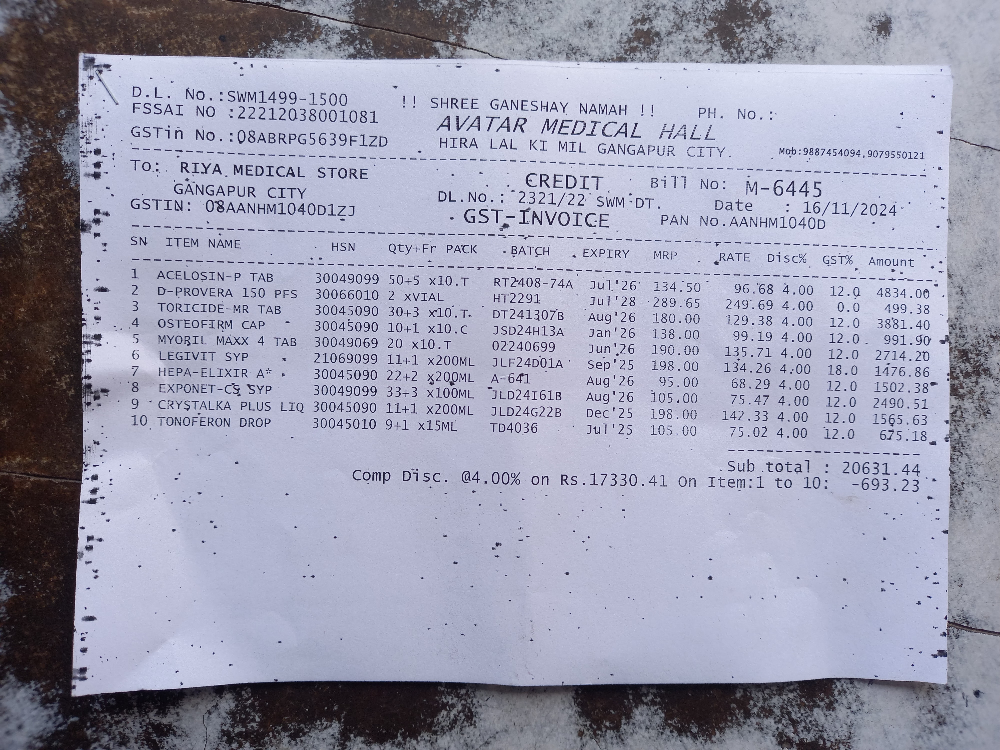 D.L. No.:SWM1499-1500 !! SHREE GANESHAY NAMAH !! PH. No.:
FSSAI NO :22212038001081 AVATAR MEDICAL HALL
GSTin No.:08ABRPG5639F1ZD HIRA LAL KI MIL GANGAPUR CITY. Mob:9887454094,9079550121
To: RIYA MEDICAL STORE CREDIT Bill No: M-6445
GANGAPUR CITY DL.No.: 2321/22 SWM DT. Date : 16/11/2024
GSTIN: 08AANHM1040D1ZJ GST-INVOICE PAN No.AANHM1040D
SN ITEM NAME HSN Qty+Fr PACK BATCH EXPIRY MRP RATE Disc% GST% Amount
1 ACELOSIN-P TAB 30049099 50+5 x10.T RT2408-74A Jul'26 134.50 96.68 4.00 12.0 4834.00
2 D-PROVERA 150 PFS 30066010 2 xVIAL HT2291 Jul'28 289.65 249.69 4.00 0.0 499.38
3 TORICIDE-MR TAB 30045090 30+3 x10.T. DT241307B Aug'26 180.00 129.38 4.00 12.0 3881.40
4 OSTEOFIRM CAP 30045090 10+1 x10.C JSD24H13A Jan'26 138.00 99.19 4.00 12.0 991.90
5 MYORIL MAXX 4 TAB 30049069 20 x10.T 02240699 Jun'26 190.00 135.71 4.00 12.0 2714.20
6 LEGIVIT SYP 21069099 11+1 x200ML JLF24D01A Sep'25 198.00 134.26 4.00 18.0 1476.86
7 HEPA-ELIXIR A* 30045090 22+2 x200ML A-641 Aug'26 95.00 68.29 4.00 12.0 1502.38
8 EXPONET-CS SYP 30049099 33+3 x100ML JLD24I61B Aug'26 105.00 75.47 4.00 12.0 2490.51
9 CRYSTALKA PLUS LIQ 30045090 11+1 x200ML JLD24G22B Dec'25 198.00 142.33 4.00 12.0 1565.63
10 TONOFERON DROP 30045010 9+1 x15ML TD4036 Jul'25 105.00 75.02 4.00 12.0 675.18
Sub total : 20631.44
Comp Disc. @4.00% on Rs.17330.41 On Item:1 to 10: -693.23